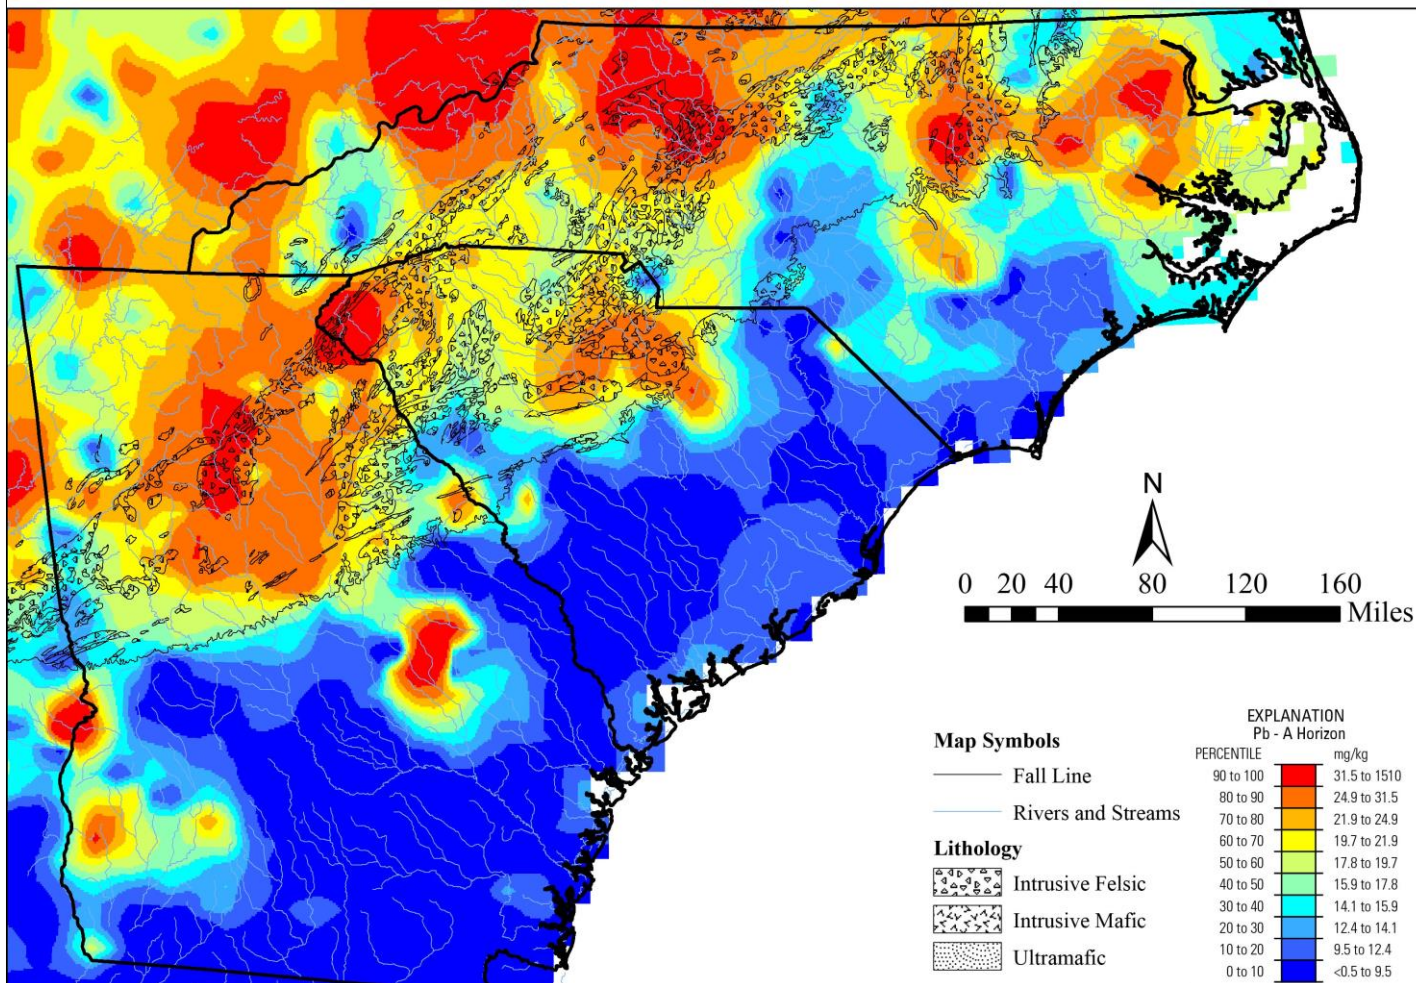 N
0 20 40 80 120 160
Miles
Map Symbols
Fall Line
Rivers and Streams
Lithology
Intrusive Felsic
Intrusive Mafic
Ultramafic
EXPLANATION
Pb - A Horizon
PERCENTILE mg/kg
90 to 100 31.5 to 1510
80 to 90 24.9 to 31.5
70 to 80 21.9 to 24.9
60 to 70 19.7 to 21.9
50 to 60 17.8 to 19.7
40 to 50 15.9 to 17.8
30 to 40 14.1 to 15.9
20 to 30 12.4 to 14.1
10 to 20 9.5 to 12.4
0 to 10 <0.5 to 9.5